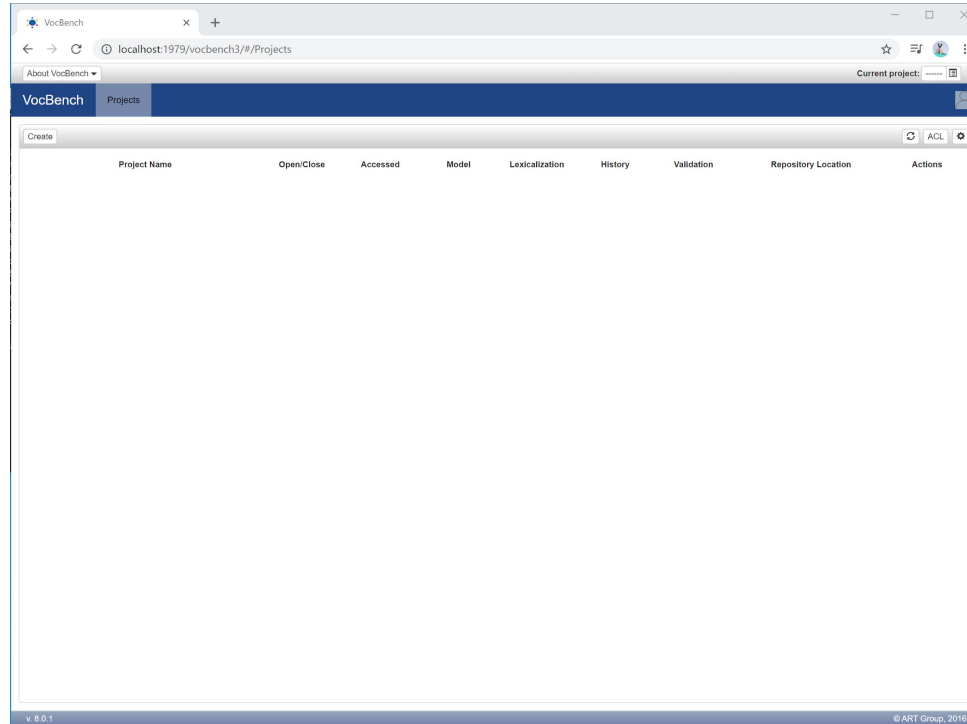 VocBench
localhost:1979/vocbench3/#/Projects
About VocBench Current project: ------
VocBench Projects
Create ACL
Project Name Open/Close Accessed Model Lexicalization History Validation Repository Location Actions
v. 8.0.1 © ART Group, 2016